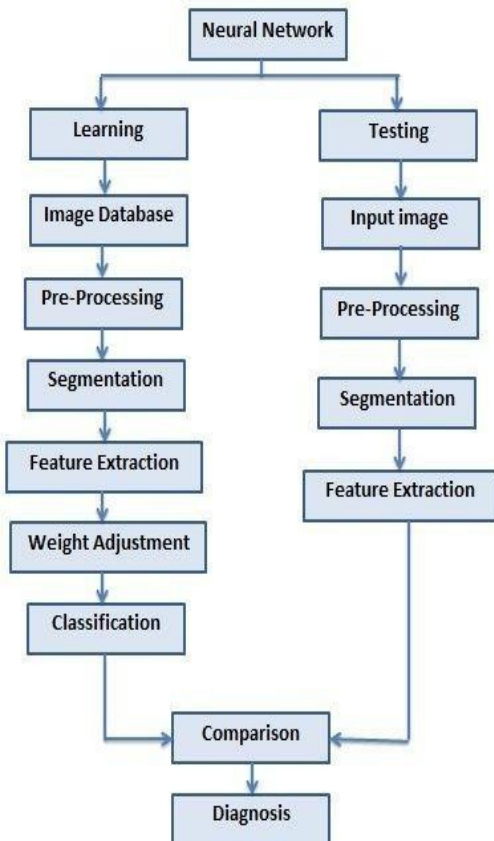 Neural Network
Learning
Testing
Image Database
Input image
Pre-Processing
Pre-Processing
Segmentation
Segmentation
Feature Extraction
Feature Extraction
Weight Adjustment
Classification
Comparison
Diagnosis